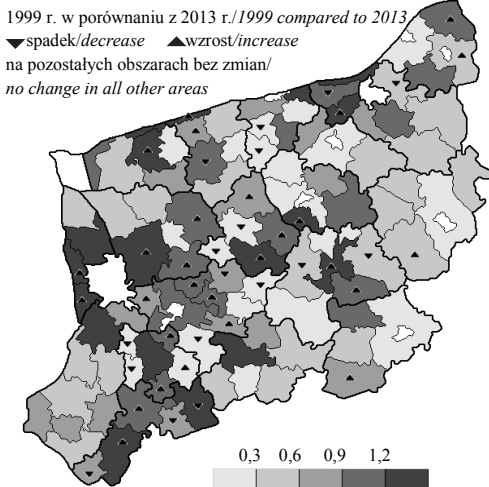 1999 r. w porównaniu z 2013 r./1999 compared to 2013
spadek/decrease wzrost/increase
na pozostałych obszarach bez zmian/
no change in all other areas
0,3 0,6 0,9 1,2